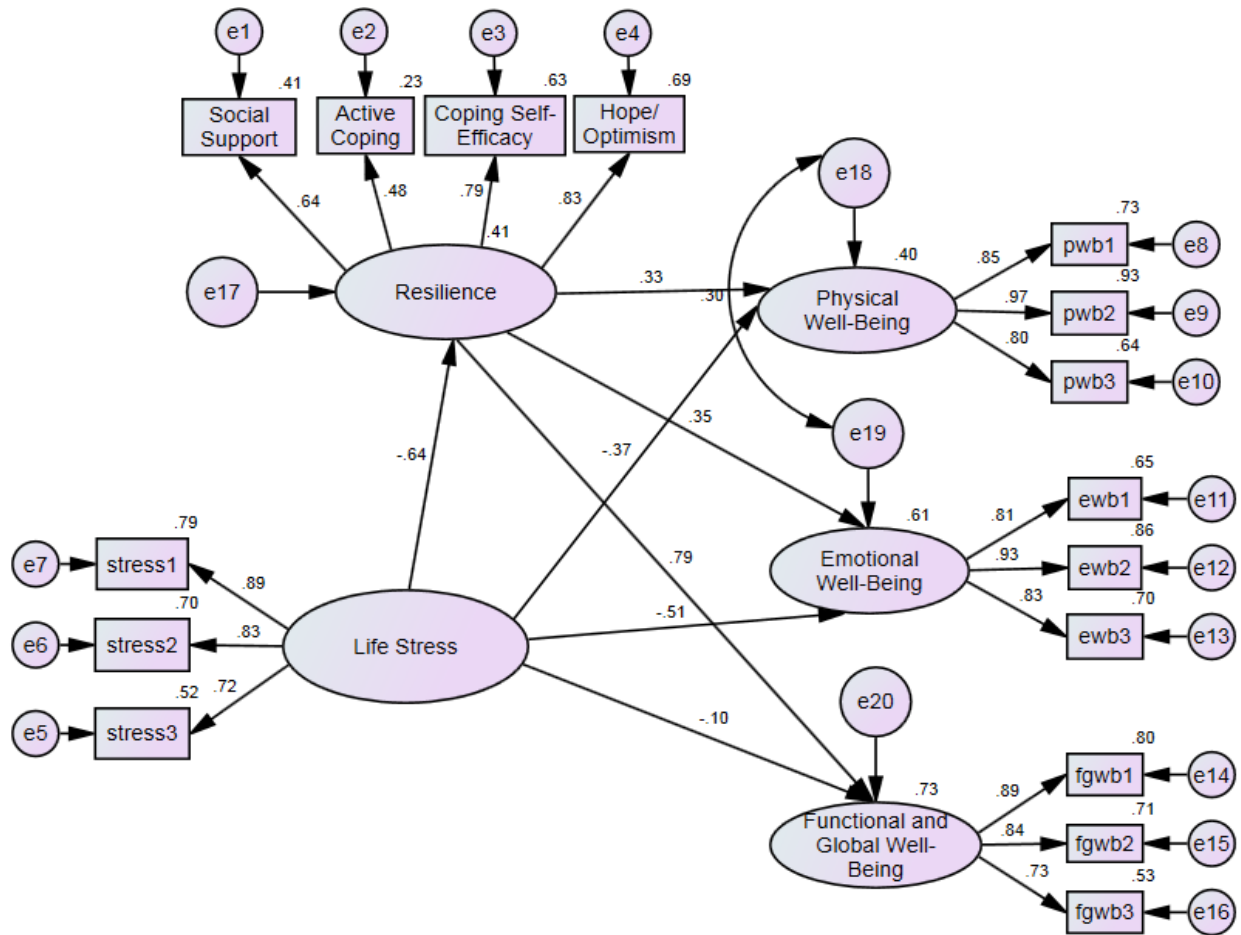 e1
e2
e3
e4
.41
.23
.63
.69
Social
Support
Active
Coping
Coping Self-
Efficacy
Hope/
Optimism
.64
.48
.79
.83
.41
e17
Resilience
e18
.33
.30
.40
Physical
Well-Being
.85
.97
.80
.73
pwb1
e8
.93
pwb2
e9
.64
pwb3
e10
-.64
-.37
.35
e19
.79
-.51
-.10
.61
Emotional
Well-Being
.81
.93
.83
.65
ewb1
e11
.86
ewb2
e12
.70
ewb3
e13
.79
e7
stress1
.89
.70
e6
stress2
.83
.52
e5
stress3
.72
Life Stress
e20
.73
Functional and
Global Well-
Being
.89
.84
.73
.80
fgwb1
e14
.71
fgwb2
e15
.53
fgwb3
e16